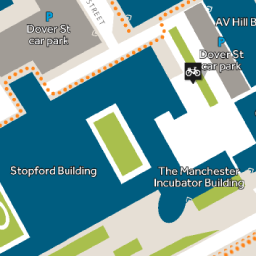 P
Dover St
car park
STREET
AV Hill B
P
Dover St
car park
Stopford Building
The Manchester
Incubator Building